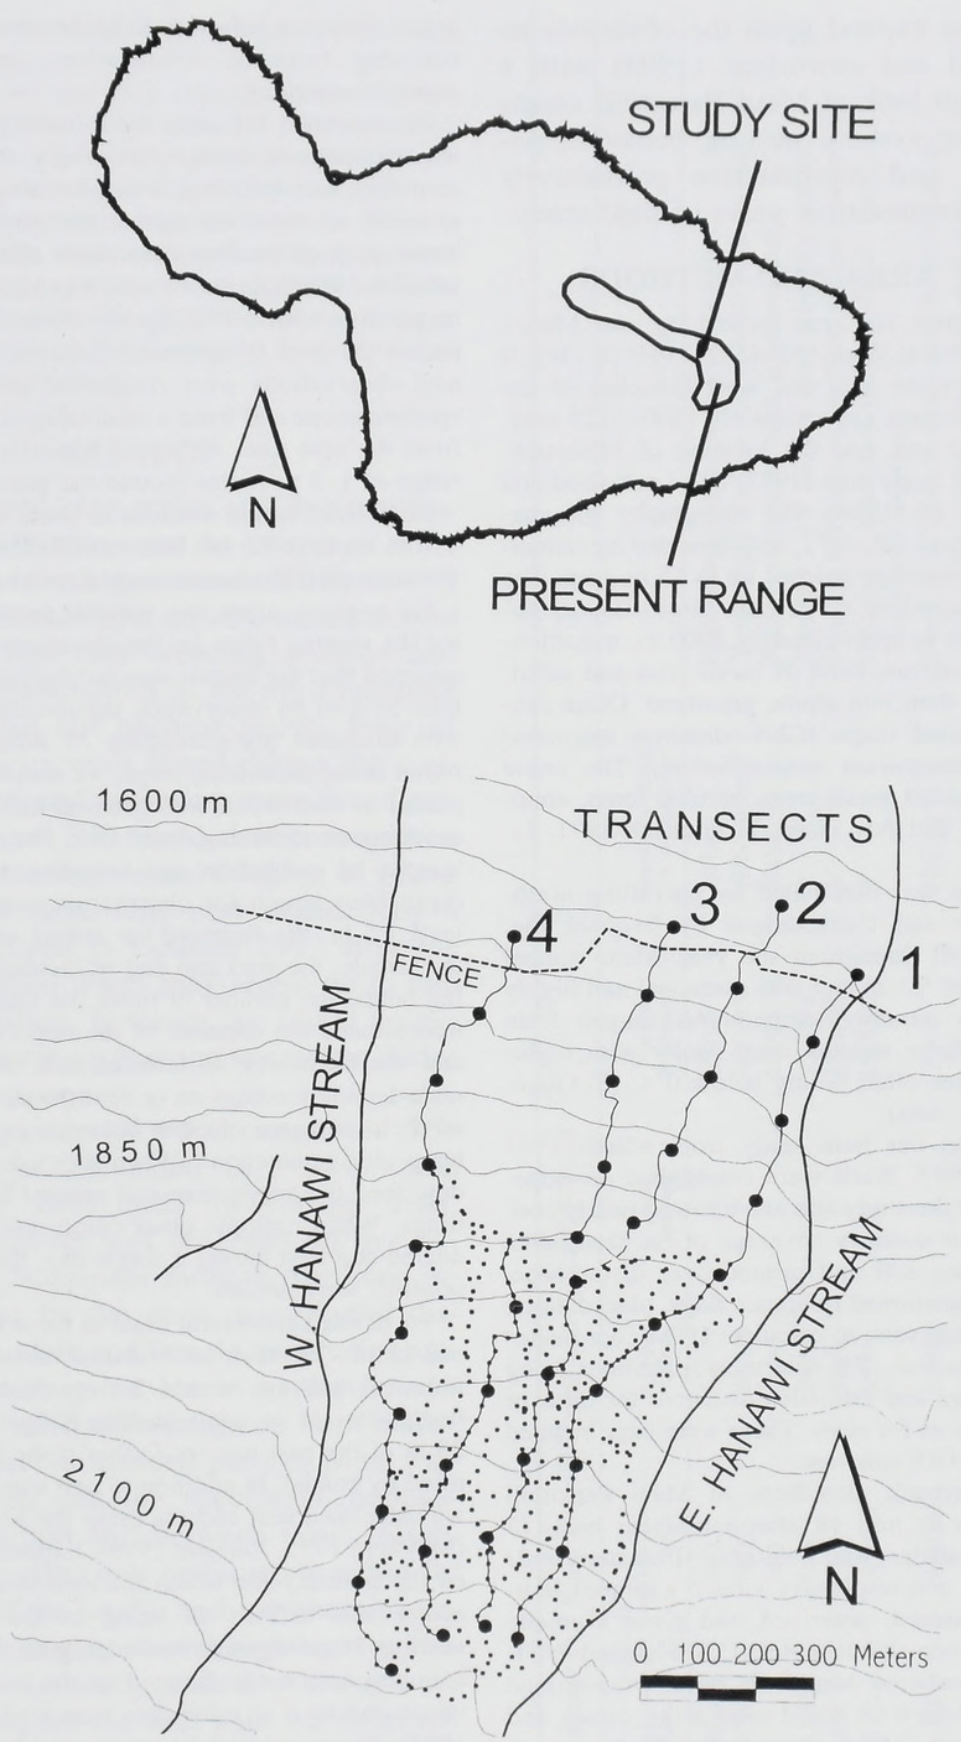 STUDY SITE
N
PRESENT RANGE
1600 m
TRANSECTS
4
3
2
1
FENCE
W. HANAWI STREAM
1850 m
E. HANAWI STREAM
2100 m
N
0 100 200 300 Meters